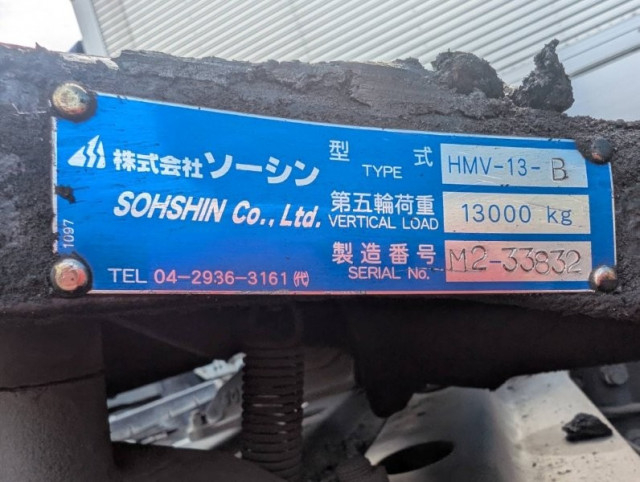 株式会社ソーシン
SOHSHIN Co., Ltd.
TEL 04-2936-3161 ㈹
型式 HMV-13-B
TYPE
第五輪荷重 13000 kg
VERTICAL LOAD
製造番号 M2-33832
SERIAL No.
1097